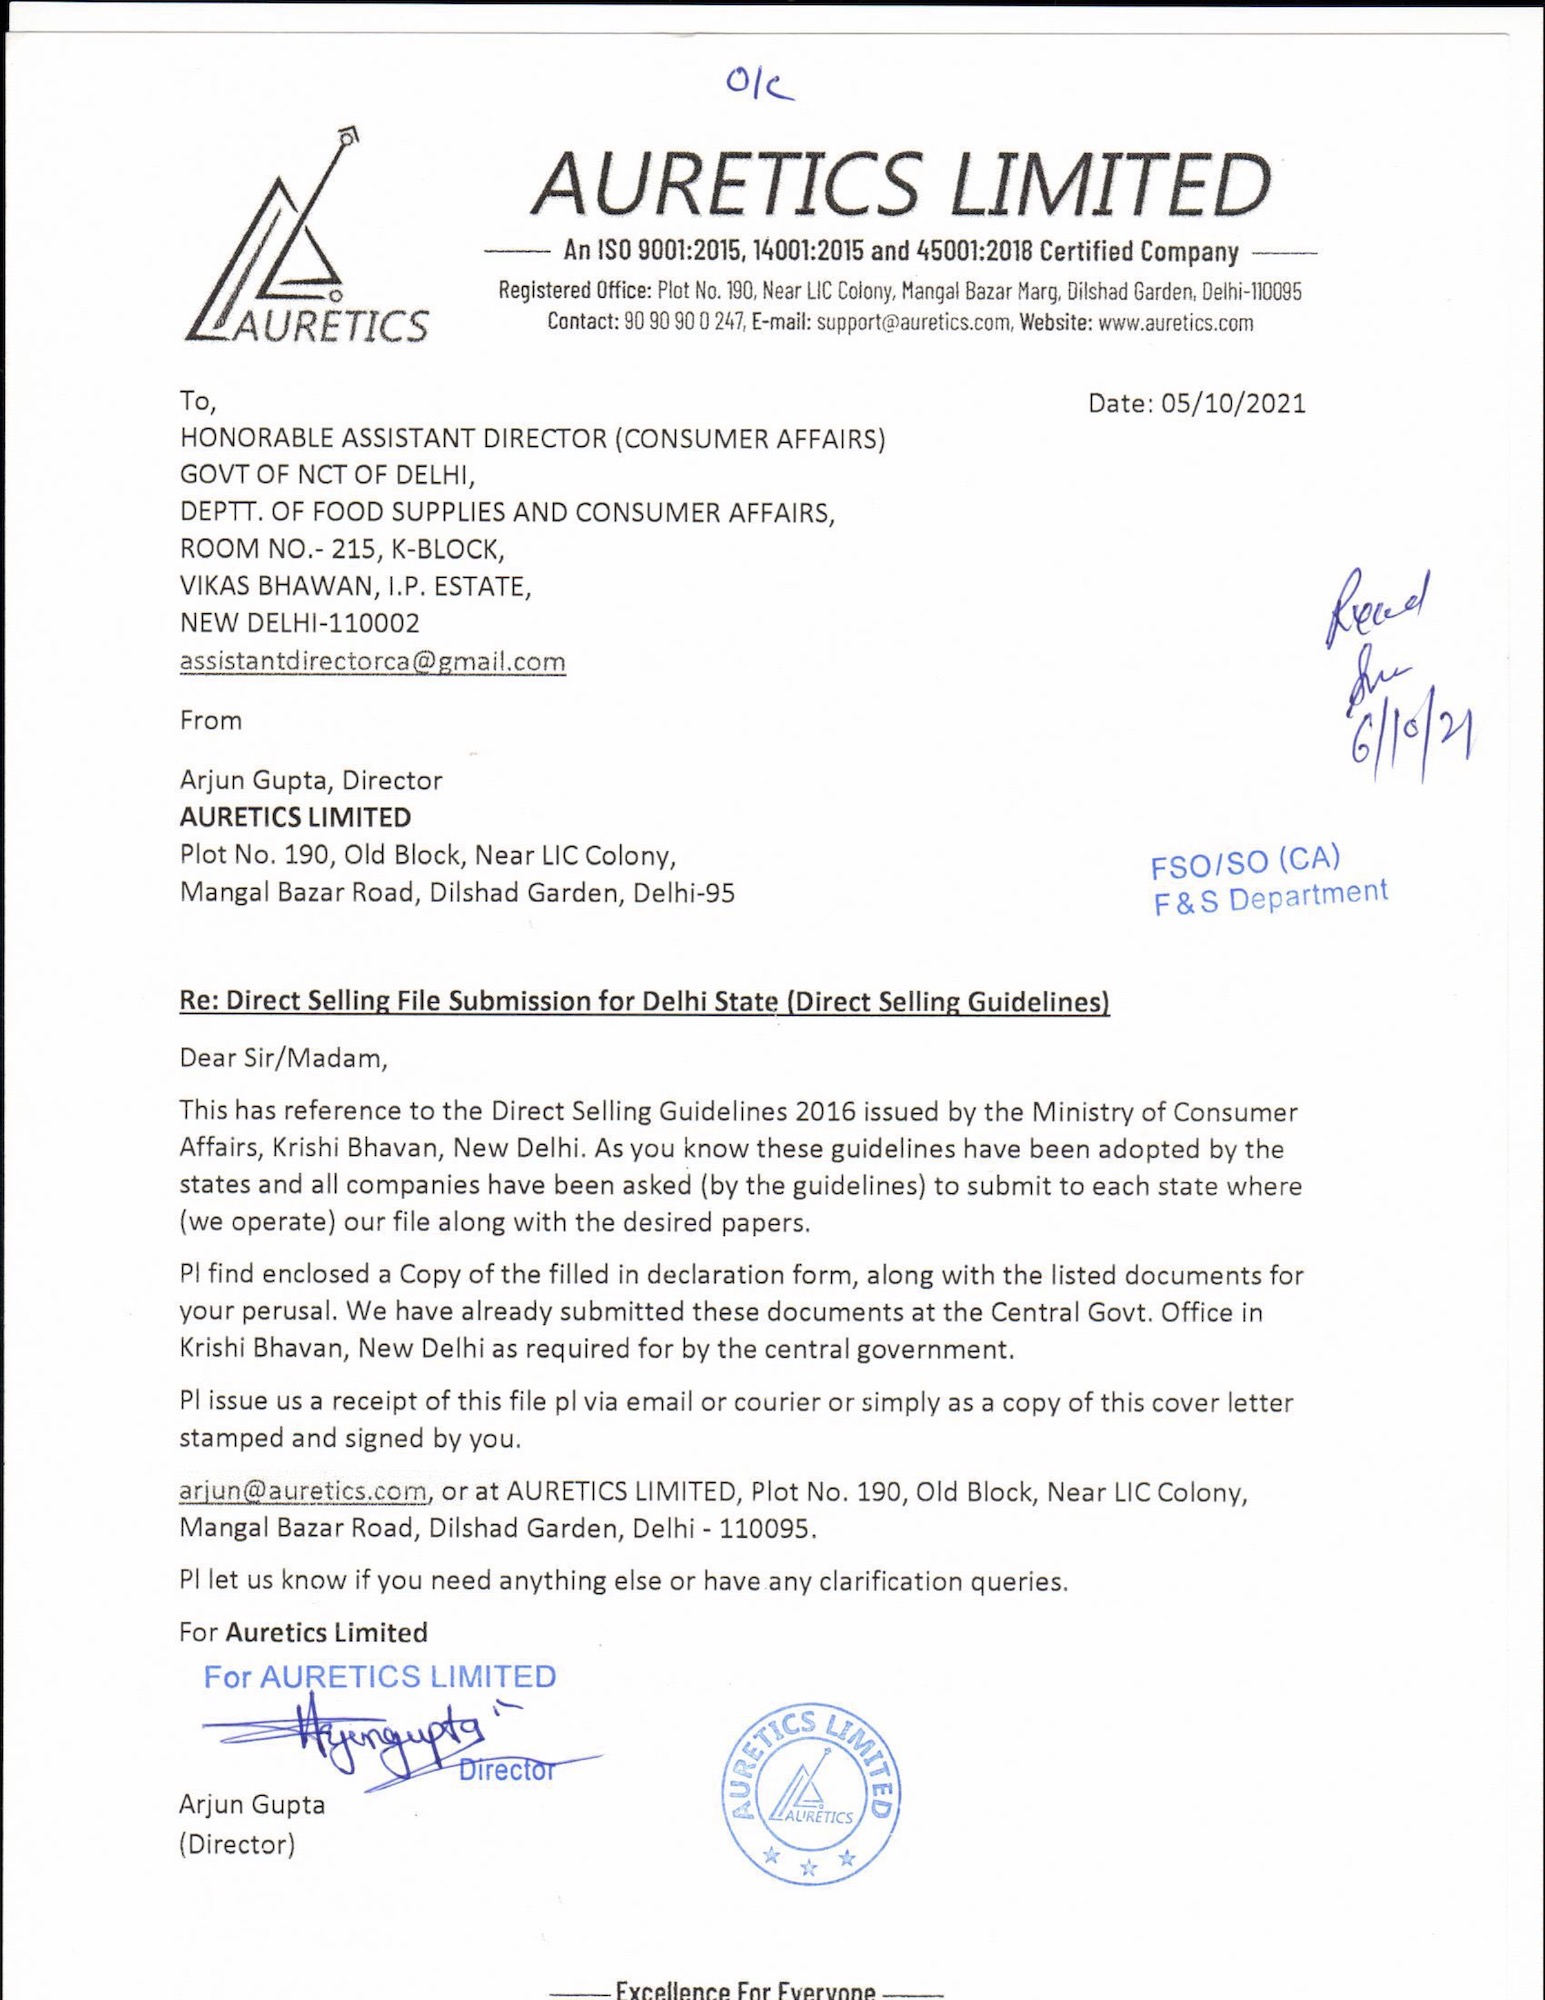 O/C
AURETICS LIMITED
An ISO 9001:2015, 14001:2015 and 45001:2018 Certified Company
Registered Office: Plot No. 190, Near LIC Colony, Mangal Bazar Marg, Dilshad Garden, Delhi-110095
Contact: 90 90 90 0 247, E-mail: support@auretics.com, Website: www.auretics.com
AURETICS
To,
Date: 05/10/2021
HONORABLE ASSISTANT DIRECTOR (CONSUMER AFFAIRS)
GOVT OF NCT OF DELHI,
DEPTT. OF FOOD SUPPLIES AND CONSUMER AFFAIRS,
ROOM NO.- 215, K-BLOCK,
VIKAS BHAWAN, I.P. ESTATE,
NEW DELHI-110002
assistantdirectorca@gmail.com
6/10/21
From
Arjun Gupta, Director
AURETICS LIMITED
Plot No. 190, Old Block, Near LIC Colony,
Mangal Bazar Road, Dilshad Garden, Delhi-95
FSO/SO (CA)
F & S Department
Re: Direct Selling File Submission for Delhi State (Direct Selling Guidelines)
Dear Sir/Madam,
This has reference to the Direct Selling Guidelines 2016 issued by the Ministry of Consumer
Affairs, Krishi Bhavan, New Delhi. As you know these guidelines have been adopted by the
states and all companies have been asked (by the guidelines) to submit to each state where
(we operate) our file along with the desired papers.
Pl find enclosed a Copy of the filled in declaration form, along with the listed documents for
your perusal. We have already submitted these documents at the Central Govt. Office in
Krishi Bhavan, New Delhi as required for by the central government.
Pl issue us a receipt of this file pl via email or courier or simply as a copy of this cover letter
stamped and signed by you.
arjun@auretics.com, or at AURETICS LIMITED, Plot No. 190, Old Block, Near LIC Colony,
Mangal Bazar Road, Dilshad Garden, Delhi - 110095.
Pl let us know if you need anything else or have any clarification queries.
For Auretics Limited
For AURETICS LIMITED
Arjungupta
Director
Arjun Gupta
(Director)
AURETICS LIMITED
AURETICS
Excellence For Everyone